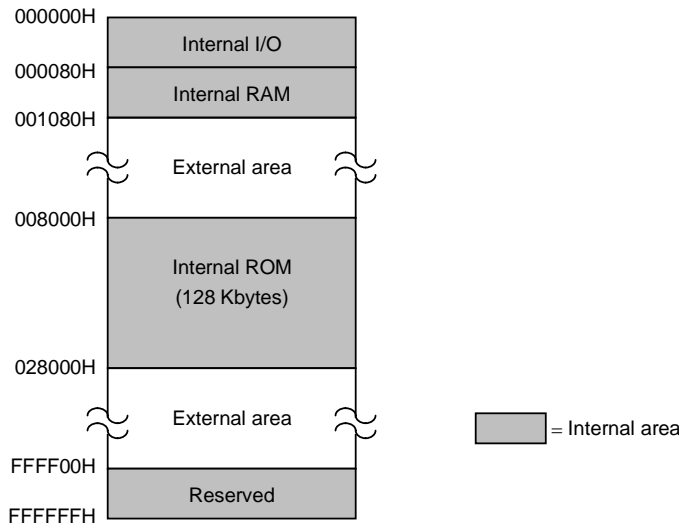 000000H
Internal I/O
000080H
Internal RAM
001080H
External area
008000H
Internal ROM
(128 Kbytes)
028000H
External area
= Internal area
FFFF00H
Reserved
FFFFFFH